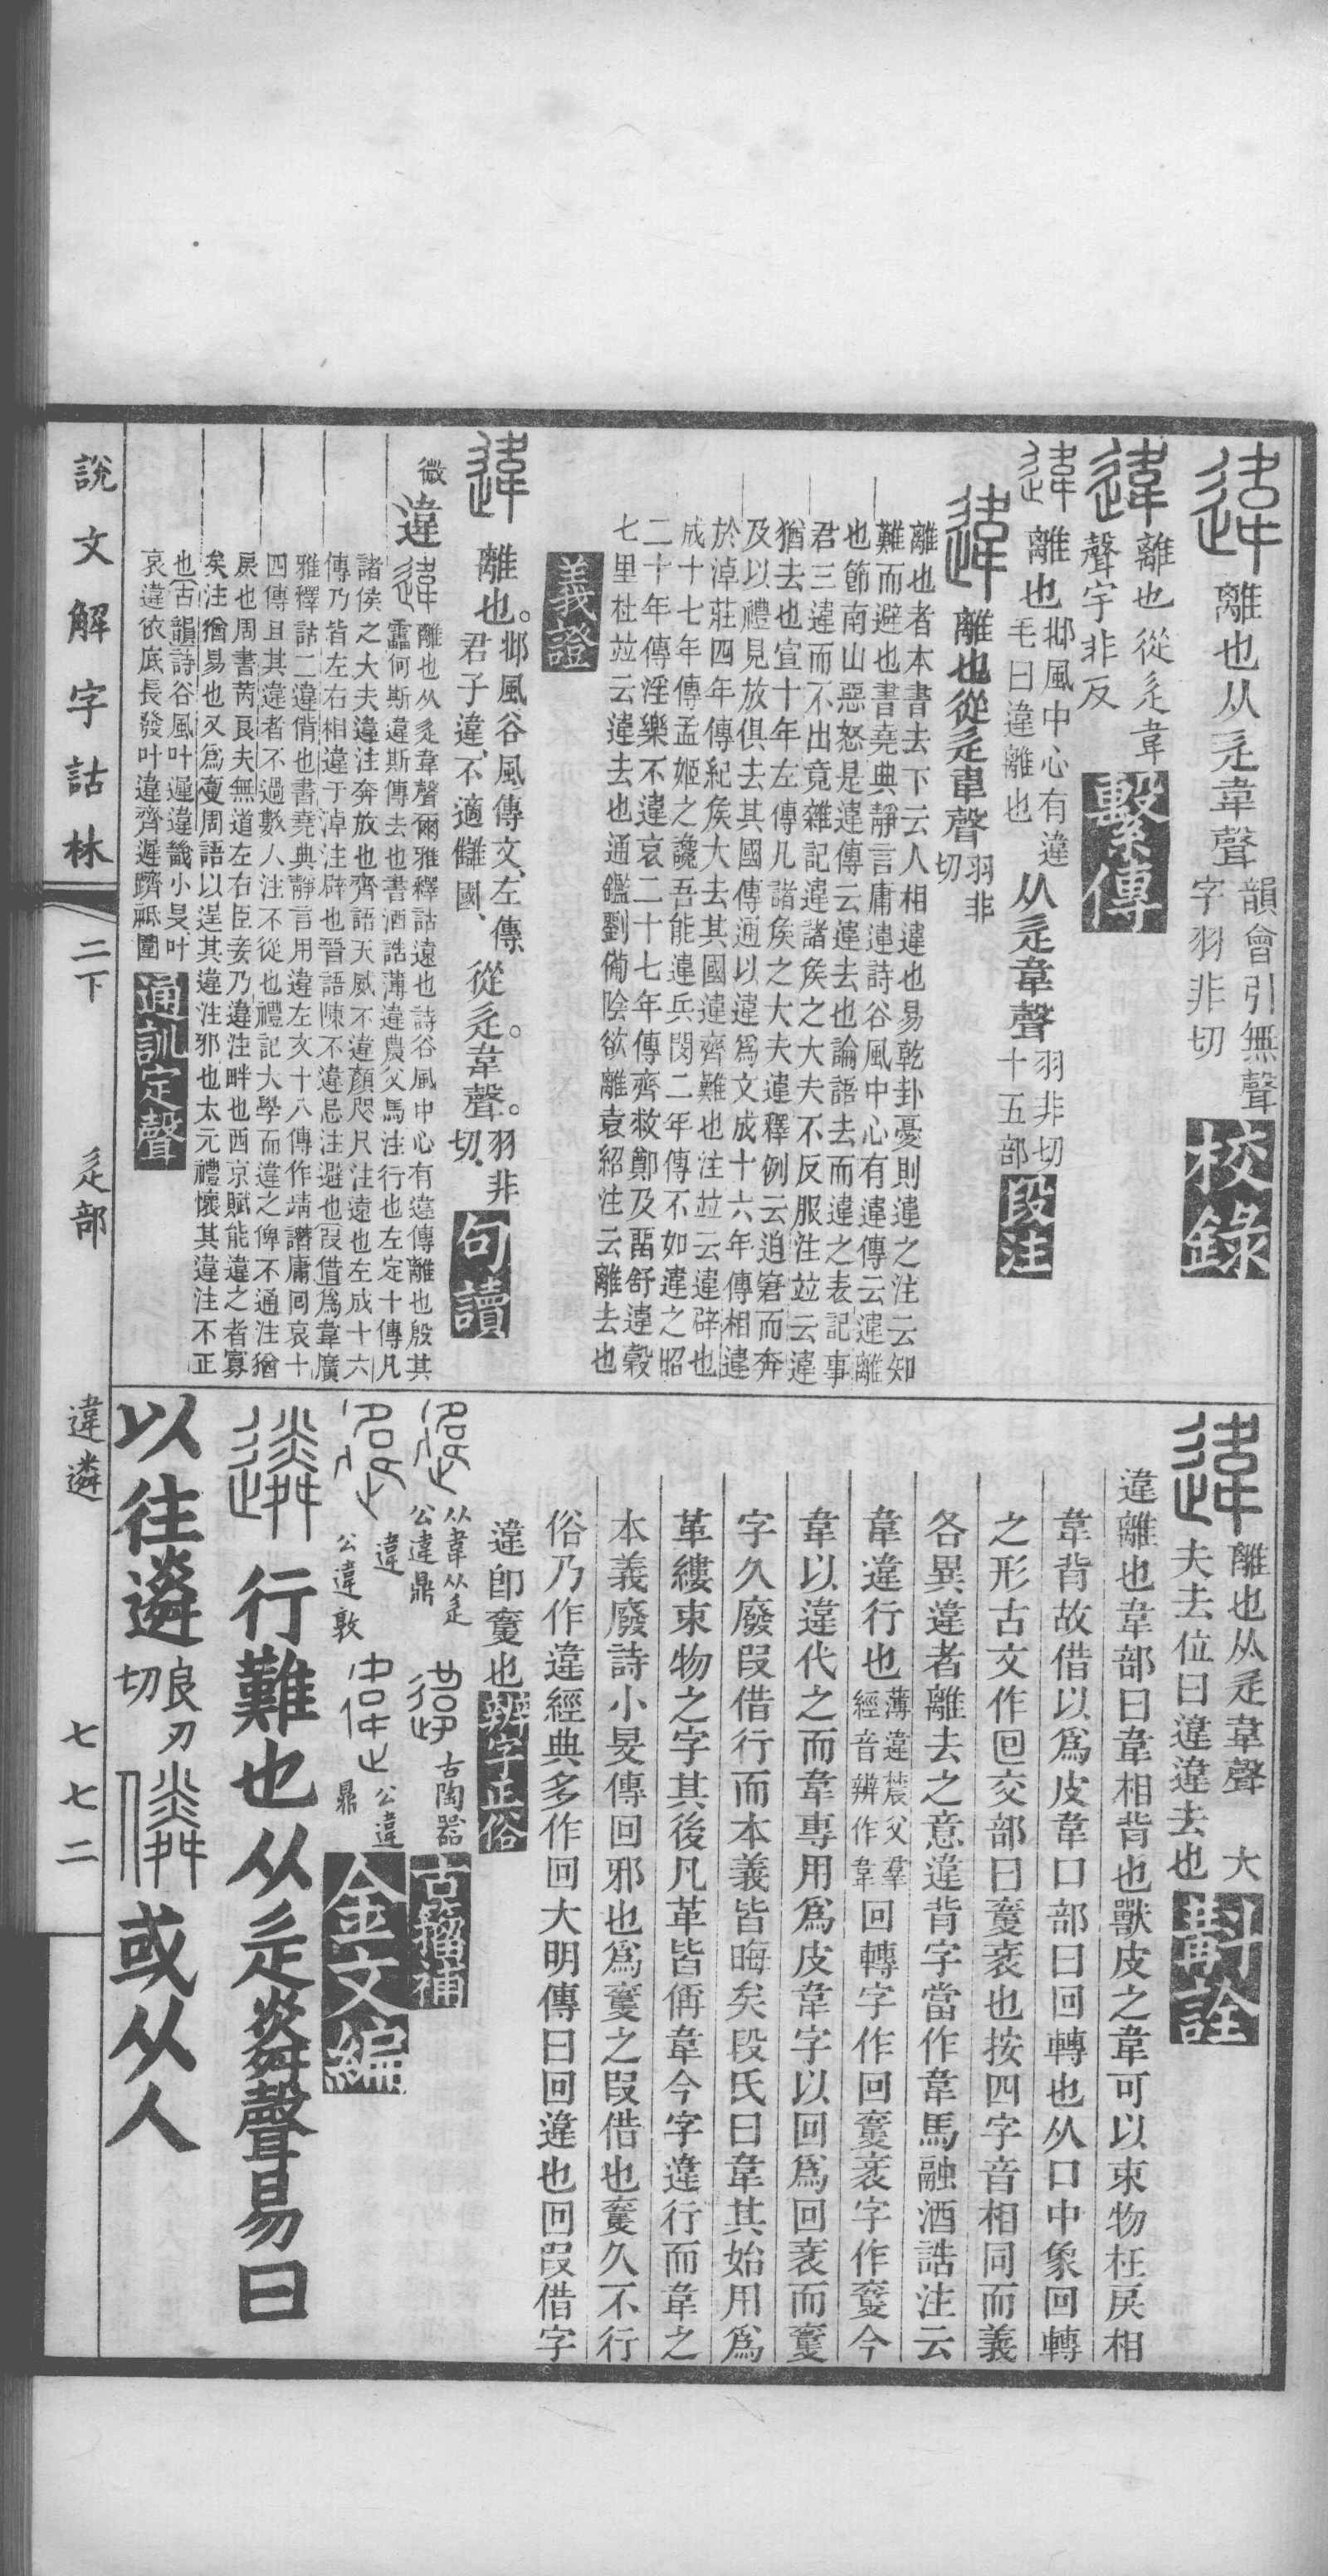 離也从辵韋聲
韻會引無聲
字羽非切
校錄
離也從辵韋
聲宇非反
繫傳
離也
邶風中心有違
毛曰違離也
从辵韋聲
羽非切
十五部
段注
離也從辵韋聲
羽非
切
離也者本書去下云人相違也易乾卦憂則違之注云知
難而避也書堯典靜言庸違詩谷風中心有違傳云違離
也節南山惡怒是違傳云違去也論語去而違之表記事
君三違而不出竟雜記違諸矦之大夫不反服注竝云違
猶去也宣十年左傳凡諸矦之大夫違釋例云迫窘而奔
及以禮見放俱去其國傳通以違爲文成十六年傳相違
於淖莊四年傳紀矦大去其國違齊難也注竝云違辟也
成十七年傳孟姬之讒吾能違兵閔二年傳不如違之昭
二十年傳淫樂不違哀二十七年傳齊救鄭及畱舒違穀
七里杜竝云違去也通鑑劉備陰欲離袁紹注云離去也
義證
離也。
邶風谷風傳文、左傳、
君子違、不適讎國、
從辵。韋聲。
羽非
切、
句讀
微
違
離也从辵韋聲爾雅釋詁遠也詩谷風中心有違傳離也殷其
靁何斯違斯傳去也書酒誥薄違農父馬注行也左定十傳凡
諸侯之大夫違注奔放也齊語天威不違顏咫尺注遠也左成十六
傳乃皆左右相違于淖注辟也晉語陳不違忌注避也叚借爲韋廣
雅釋詁二違偝也書堯典靜言用違左文十八傳作靖譖庸回哀十
四傳且其違者不過數人注不從也禮記大學而違之俾不通注猶
戾也周書芮良夫無道左右臣妾乃違注畔也西京賦能違之者寡
矣注猶易也又爲㚆周語以逞其違注邪也太元禮懷其違注不正
也古韻詩谷風叶遲違畿小旻叶
哀違依底長發叶違齊遲躋祗圍
通訓定聲
離也从辵韋聲 大
夫去位曰違違去也
斠詮
違離也韋部曰韋相背也獸皮之韋可以束物枉戾相
韋背故借以爲皮韋口部曰回轉也从口中象回轉
之形古文作囘交部曰㚆衺也按四字音相同而義
各異違者離去之意違背字當作韋馬融酒誥注云
韋違行也
薄違農父羣
經音辨作韋
回轉字作回㚆衺字作㚆今
韋以違代之而韋專用爲皮韋字以回爲回衺而㚆
字久廢叚借行而本義皆晦矣段氏曰韋其始用爲
革縷束物之字其後凡革皆偁韋今字違行而韋之
本義廢詩小旻傳回邪也爲㚆之叚借也㚆久不行
俗乃作違經典多作回大明傳曰回違也回叚借字
違卽㚆也
辨字正俗
从韋从辵
公違鼎
古陶器
古籀補
違
公違敦
公違
鼎
金文編
行難也从辵粦聲易曰
以往遴
良刃
切
或从人
說文解字詁林
二下
辵部
違遴
七七二